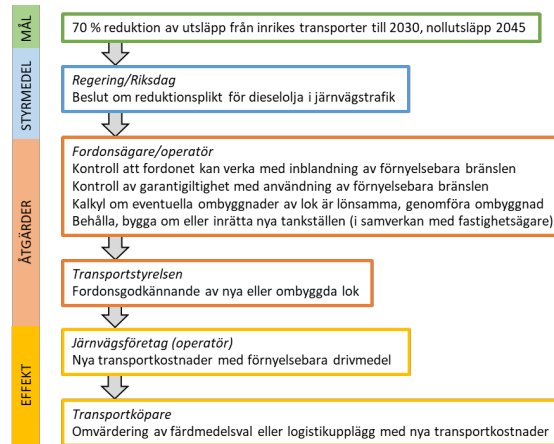 MÅL
70 % reduktion av utsläpp från inrikes transporter till 2030, nollutsläpp 2045
STYRMEDEL
Regering/Riksdag
Beslut om reduktionsplikt för dieselolja i järnvägstrafik
ÅTGÄRDER
Fordonsägare/operatör
Kontroll att fordonet kan verka med inblandning av förnyelsebara bränslen
Kontroll av garantigiltighet med användning av förnyelsebara bränslen
Kalkyl om eventuella ombyggnader av lok är lönsamma, genomföra ombyggnad
Behålla, bygga om eller inrätta nya tankställen (i samverkan med fastighetsägare)
Transportstyrelsen
Fordonsgodkännande av nya eller ombyggda lok
EFFEKT
Järnvägsföretag (operatör)
Nya transportkostnader med förnyelsebara drivmedel
Transportköpare
Omvärdering av färdmedelsval eller logistikupplägg med nya transportkostnader